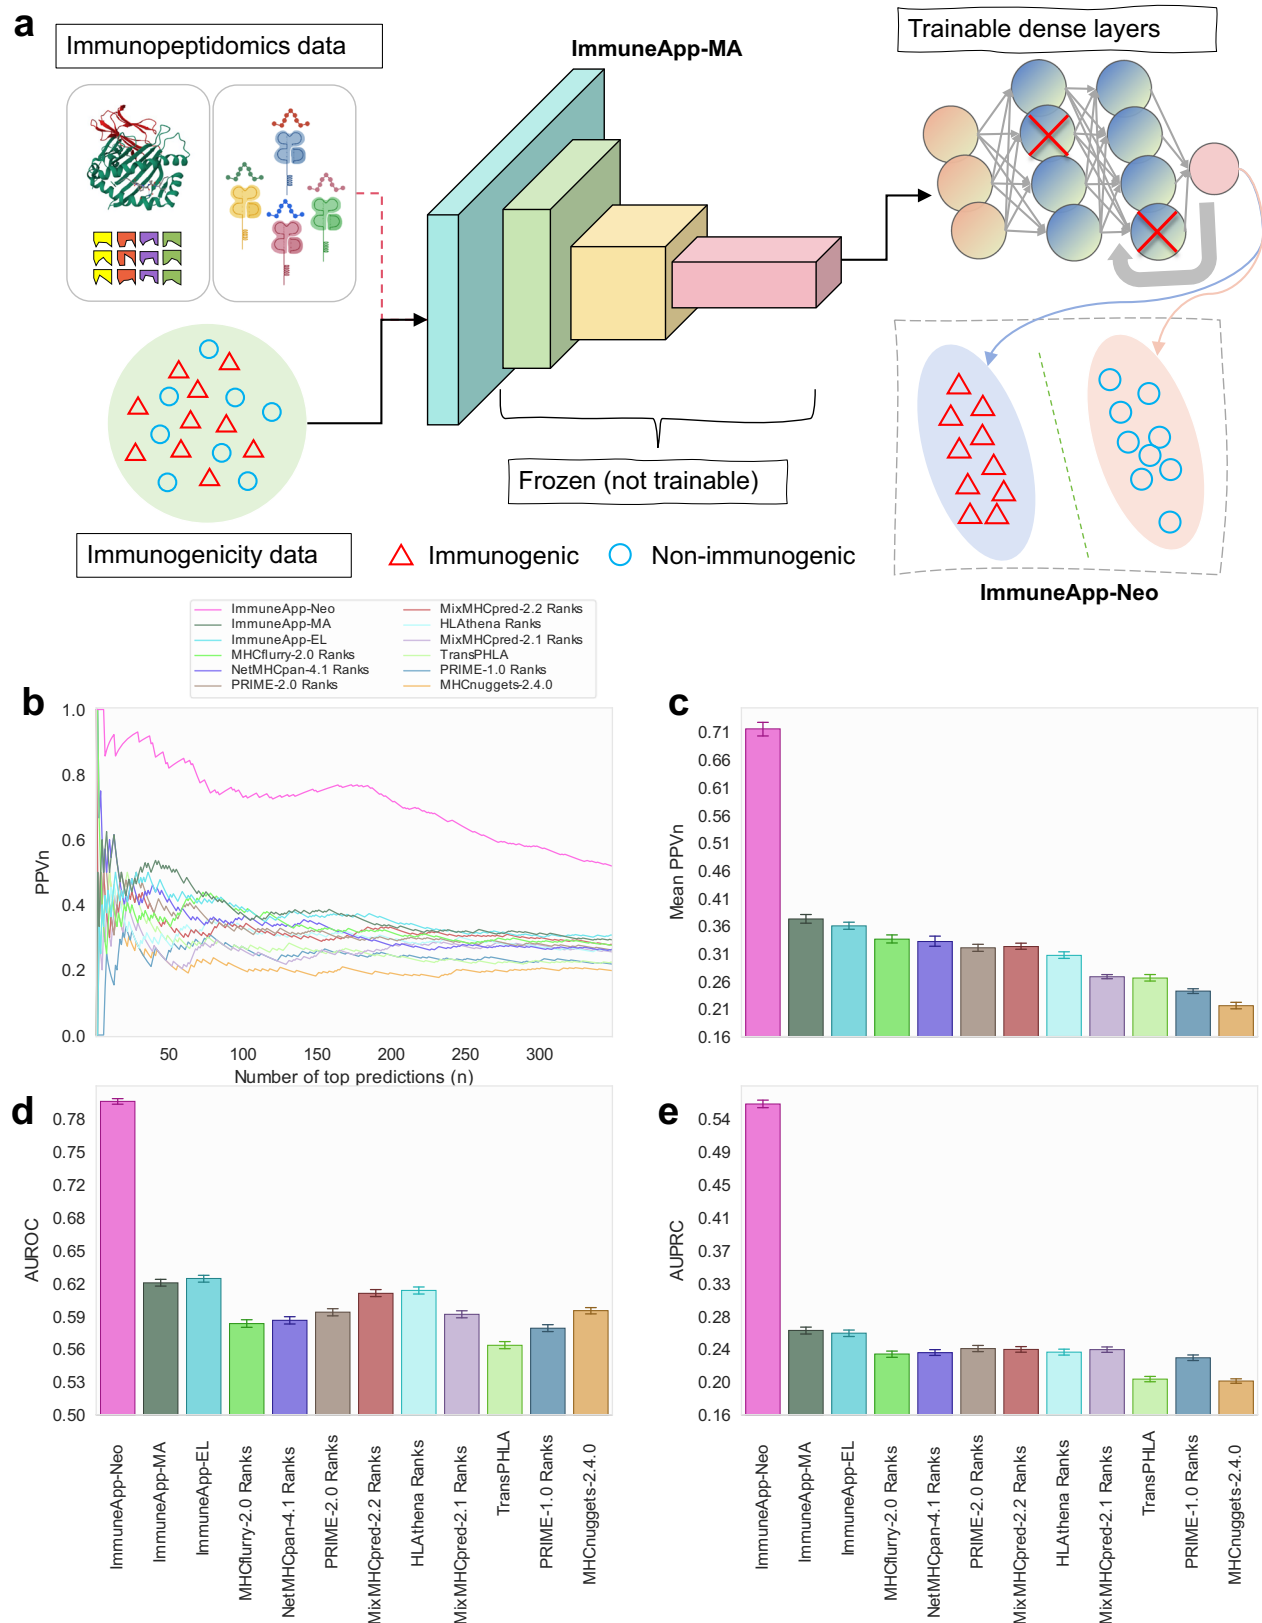 a
Immunopeptidomics data
ImmuneApp-MA
Trainable dense layers
Frozen (not trainable)
Immunogenicity data
Immunogenic
Non-immunogenic
ImmuneApp-Neo
ImmuneApp-Neo
ImmuneApp-MA
ImmuneApp-EL
MHCflurry-2.0 Ranks
NetMHCpan-4.1 Ranks
PRIME-2.0 Ranks
MixMHCpred-2.2 Ranks
HLAthena Ranks
MixMHCpred-2.1 Ranks
TransPHLA
PRIME-1.0 Ranks
MHCnuggets-2.4.0
b
PPVn
1.0
0.8
0.6
0.4
0.2
0.0
50
100
150
200
250
300
Number of top predictions (n)
c
Mean PPVn
0.71
0.66
0.61
0.56
0.51
0.46
0.41
0.36
0.31
0.26
0.21
0.16
d
AUROC
0.78
0.75
0.72
0.68
0.65
0.62
0.59
0.56
0.53
0.50
ImmuneApp-Neo
ImmuneApp-MA
ImmuneApp-EL
MHCflurry-2.0 Ranks
NetMHCpan-4.1 Ranks
PRIME-2.0 Ranks
MixMHCpred-2.2 Ranks
HLAthena Ranks
MixMHCpred-2.1 Ranks
TransPHLA
PRIME-1.0 Ranks
MHCnuggets-2.4.0
e
AUPRC
0.54
0.49
0.45
0.41
0.37
0.33
0.28
0.24
0.20
0.16
ImmuneApp-Neo
ImmuneApp-MA
ImmuneApp-EL
MHCflurry-2.0 Ranks
NetMHCpan-4.1 Ranks
PRIME-2.0 Ranks
MixMHCpred-2.2 Ranks
HLAthena Ranks
MixMHCpred-2.1 Ranks
TransPHLA
PRIME-1.0 Ranks
MHCnuggets-2.4.0